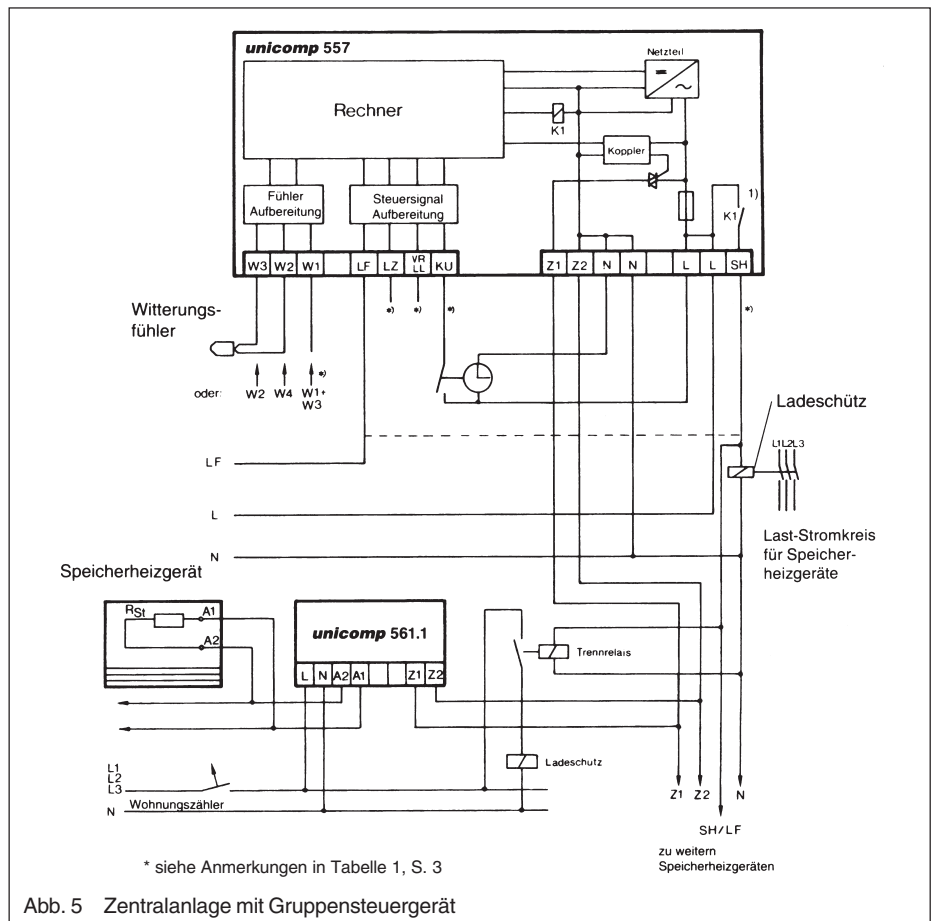 unicomp 557
Netzteil
Rechner
K1
Koppler
Fühler
Aufbereitung
Steuersignal
Aufbereitung
K1
1)
W3 W2 W1 LF LZ VR LL KU Z1 Z2 N N L L SH
*) *) *) *)
Witterungs-
fühler
*)
oder: W2 W4 W1+
W3
Ladeschütz
L1L2L3
LF
L
N
Last-Stromkreis
für Speicher-
heizgeräte
Speicherheizgerät
RSt
A1
A2
unicomp 561.1
L N A2 A1 Z1 Z2
Trennrelais
Ladeschutz
L1
L2
L3
N Wohnungszähler
Z1 Z2 N
SH/LF
zu weitern
Speicherheizgeräten
* siehe Anmerkungen in Tabelle 1, S. 3
Abb. 5 Zentralanlage mit Gruppensteuergerät